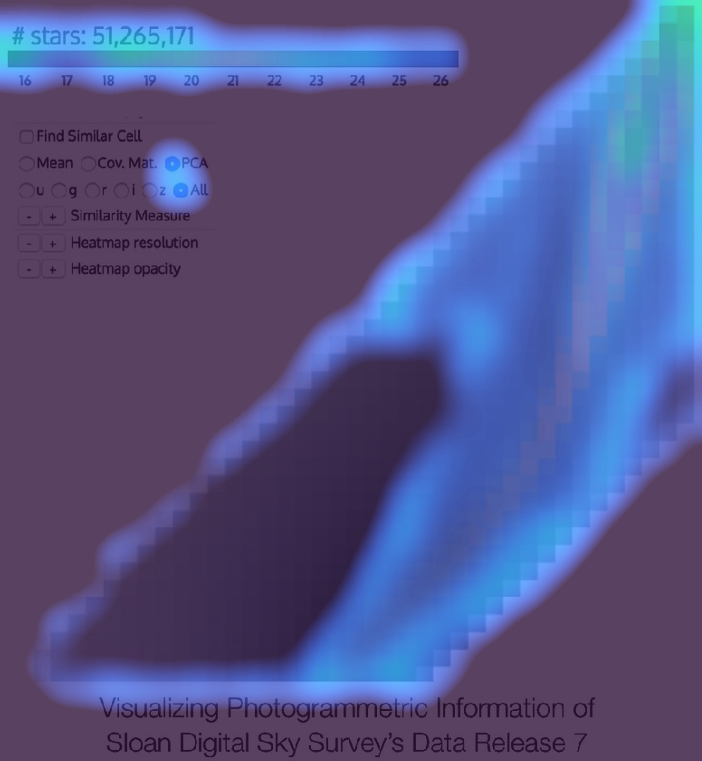 # stars: 51,265,171
16 17 18 19 20 21 22 23 24 25 26
Find Similar Cell
Mean Cov. Mat. PCA
u g r i z All
- + Similarity Measure
- + Heatmap resolution
- + Heatmap opacity
Visualizing Photogrammetric Information of
Sloan Digital Sky Survey's Data Release 7